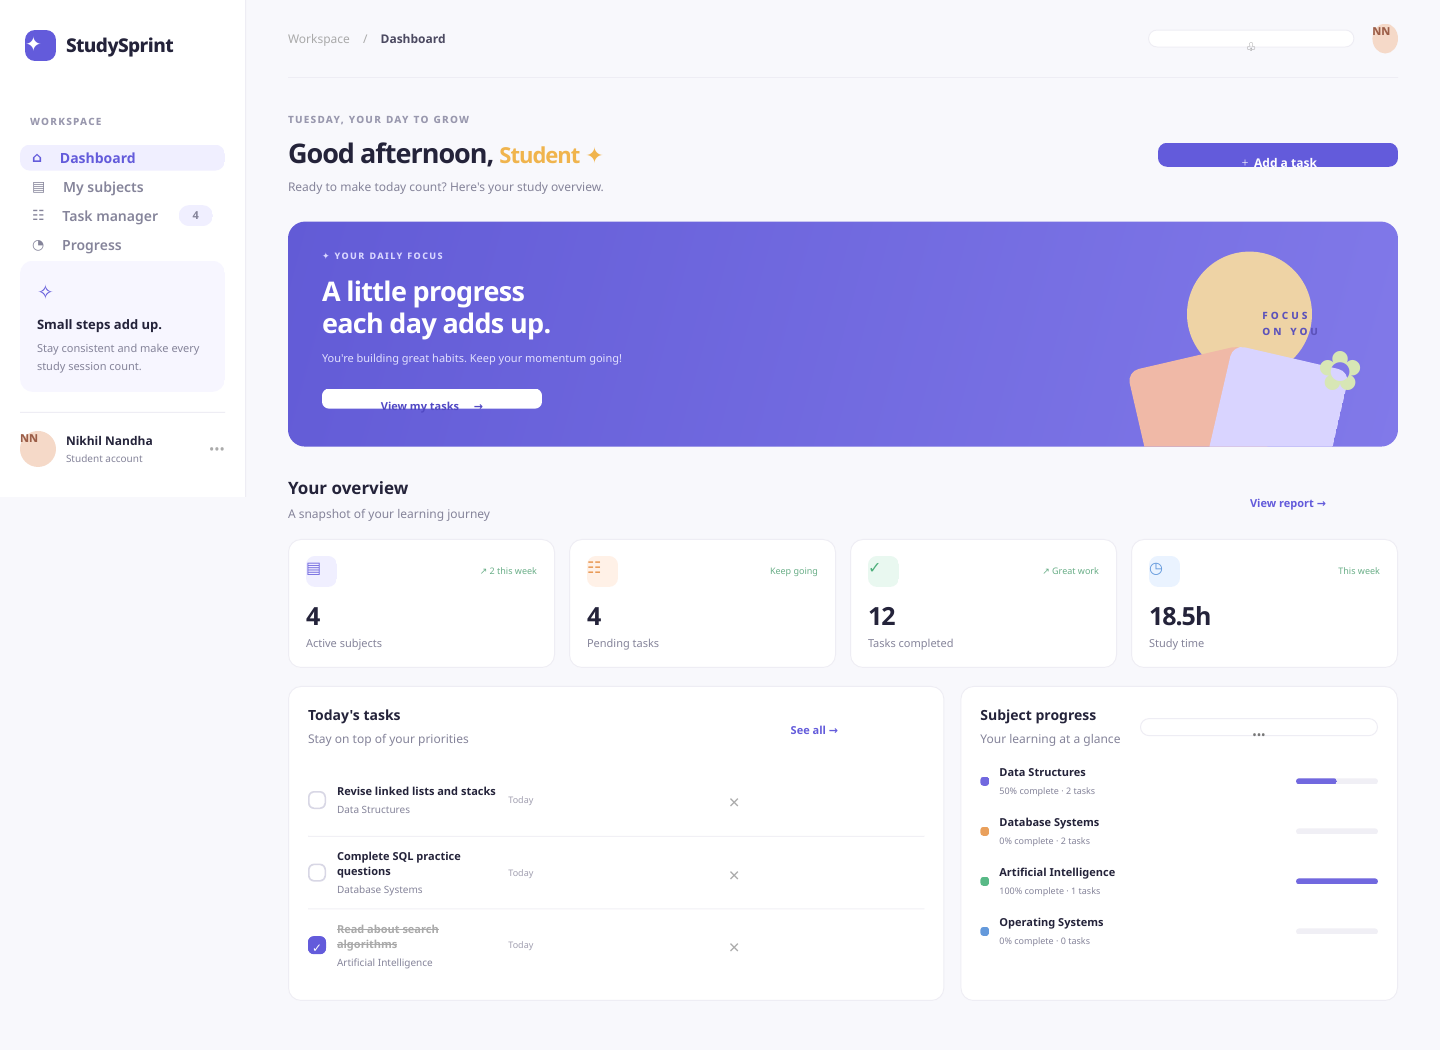 StudySprint
WORKSPACE
Dashboard
My subjects
Task manager 4
Progress
Small steps add up.
Stay consistent and make every
study session count.
NN
Nikhil Nandha
Student account
•••
Workspace / Dashboard
NN
TUESDAY, YOUR DAY TO GROW
Good afternoon, Student ✦
Ready to make today count? Here's your study overview.
+ Add a task
✦ YOUR DAILY FOCUS
A little progress
each day adds up.
You're building great habits. Keep your momentum going!
View my tasks →
FOCUS
ON YOU
Your overview
A snapshot of your learning journey
View report →
↗ 2 this week
4
Active subjects
Keep going
4
Pending tasks
↗ Great work
12
Tasks completed
This week
18.5h
Study time
Today's tasks
Stay on top of your priorities
See all →
Revise linked lists and stacks
Data Structures
Today
×
Complete SQL practice
questions
Database Systems
Today
×
Read about search
algorithms
Artificial Intelligence
Today
×
Subject progress
Your learning at a glance
•••
Data Structures
50% complete · 2 tasks
Database Systems
0% complete · 2 tasks
Artificial Intelligence
100% complete · 1 tasks
Operating Systems
0% complete · 0 tasks